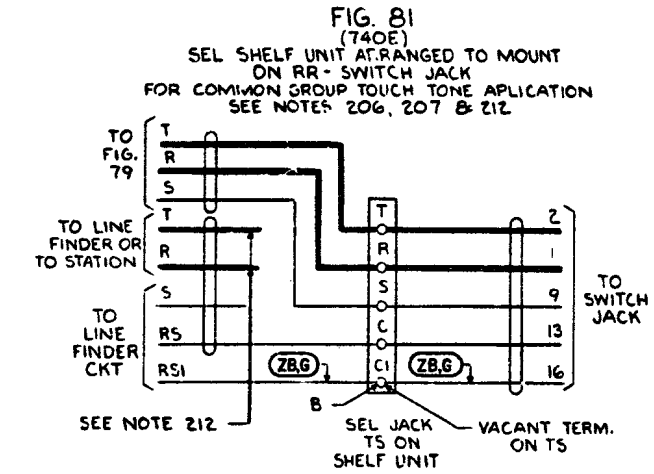 FIG. 81
(740E)
SEL SHELF UNIT AT.RANGED TO MOUNT
ON RR- SWITCH JACK
FOR COMMON GROUP TOUCH TONE APLICATION
SEE NOTES 206, 207 & 212
TO
FIG.
79
T
R
S
TO LINE
FINDER OR
TO STATION
T
R
TO
LINE
FINDER
CKT
S
RS
RS1
ZB,G
SEE NOTE 212
T
R
S
C
C1
B
SEL JACK
TS ON
SHELF UNIT
ZB,G
VACANT TERM.
ON TS
2
1
9
13
16
TO
SWITCH
JACK